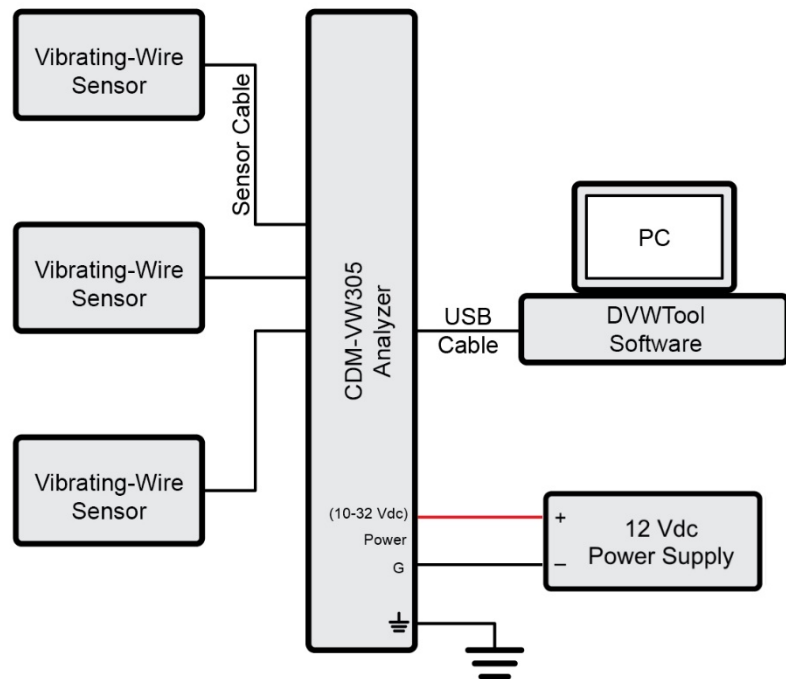 Vibrating-Wire
Sensor
Sensor Cable
Vibrating-Wire
Sensor
Vibrating-Wire
Sensor
CDM-VW305
Analyzer
(10-32 Vdc)
Power
G
USB
Cable
PC
DVWTool
Software
+
12 Vdc
–
Power Supply